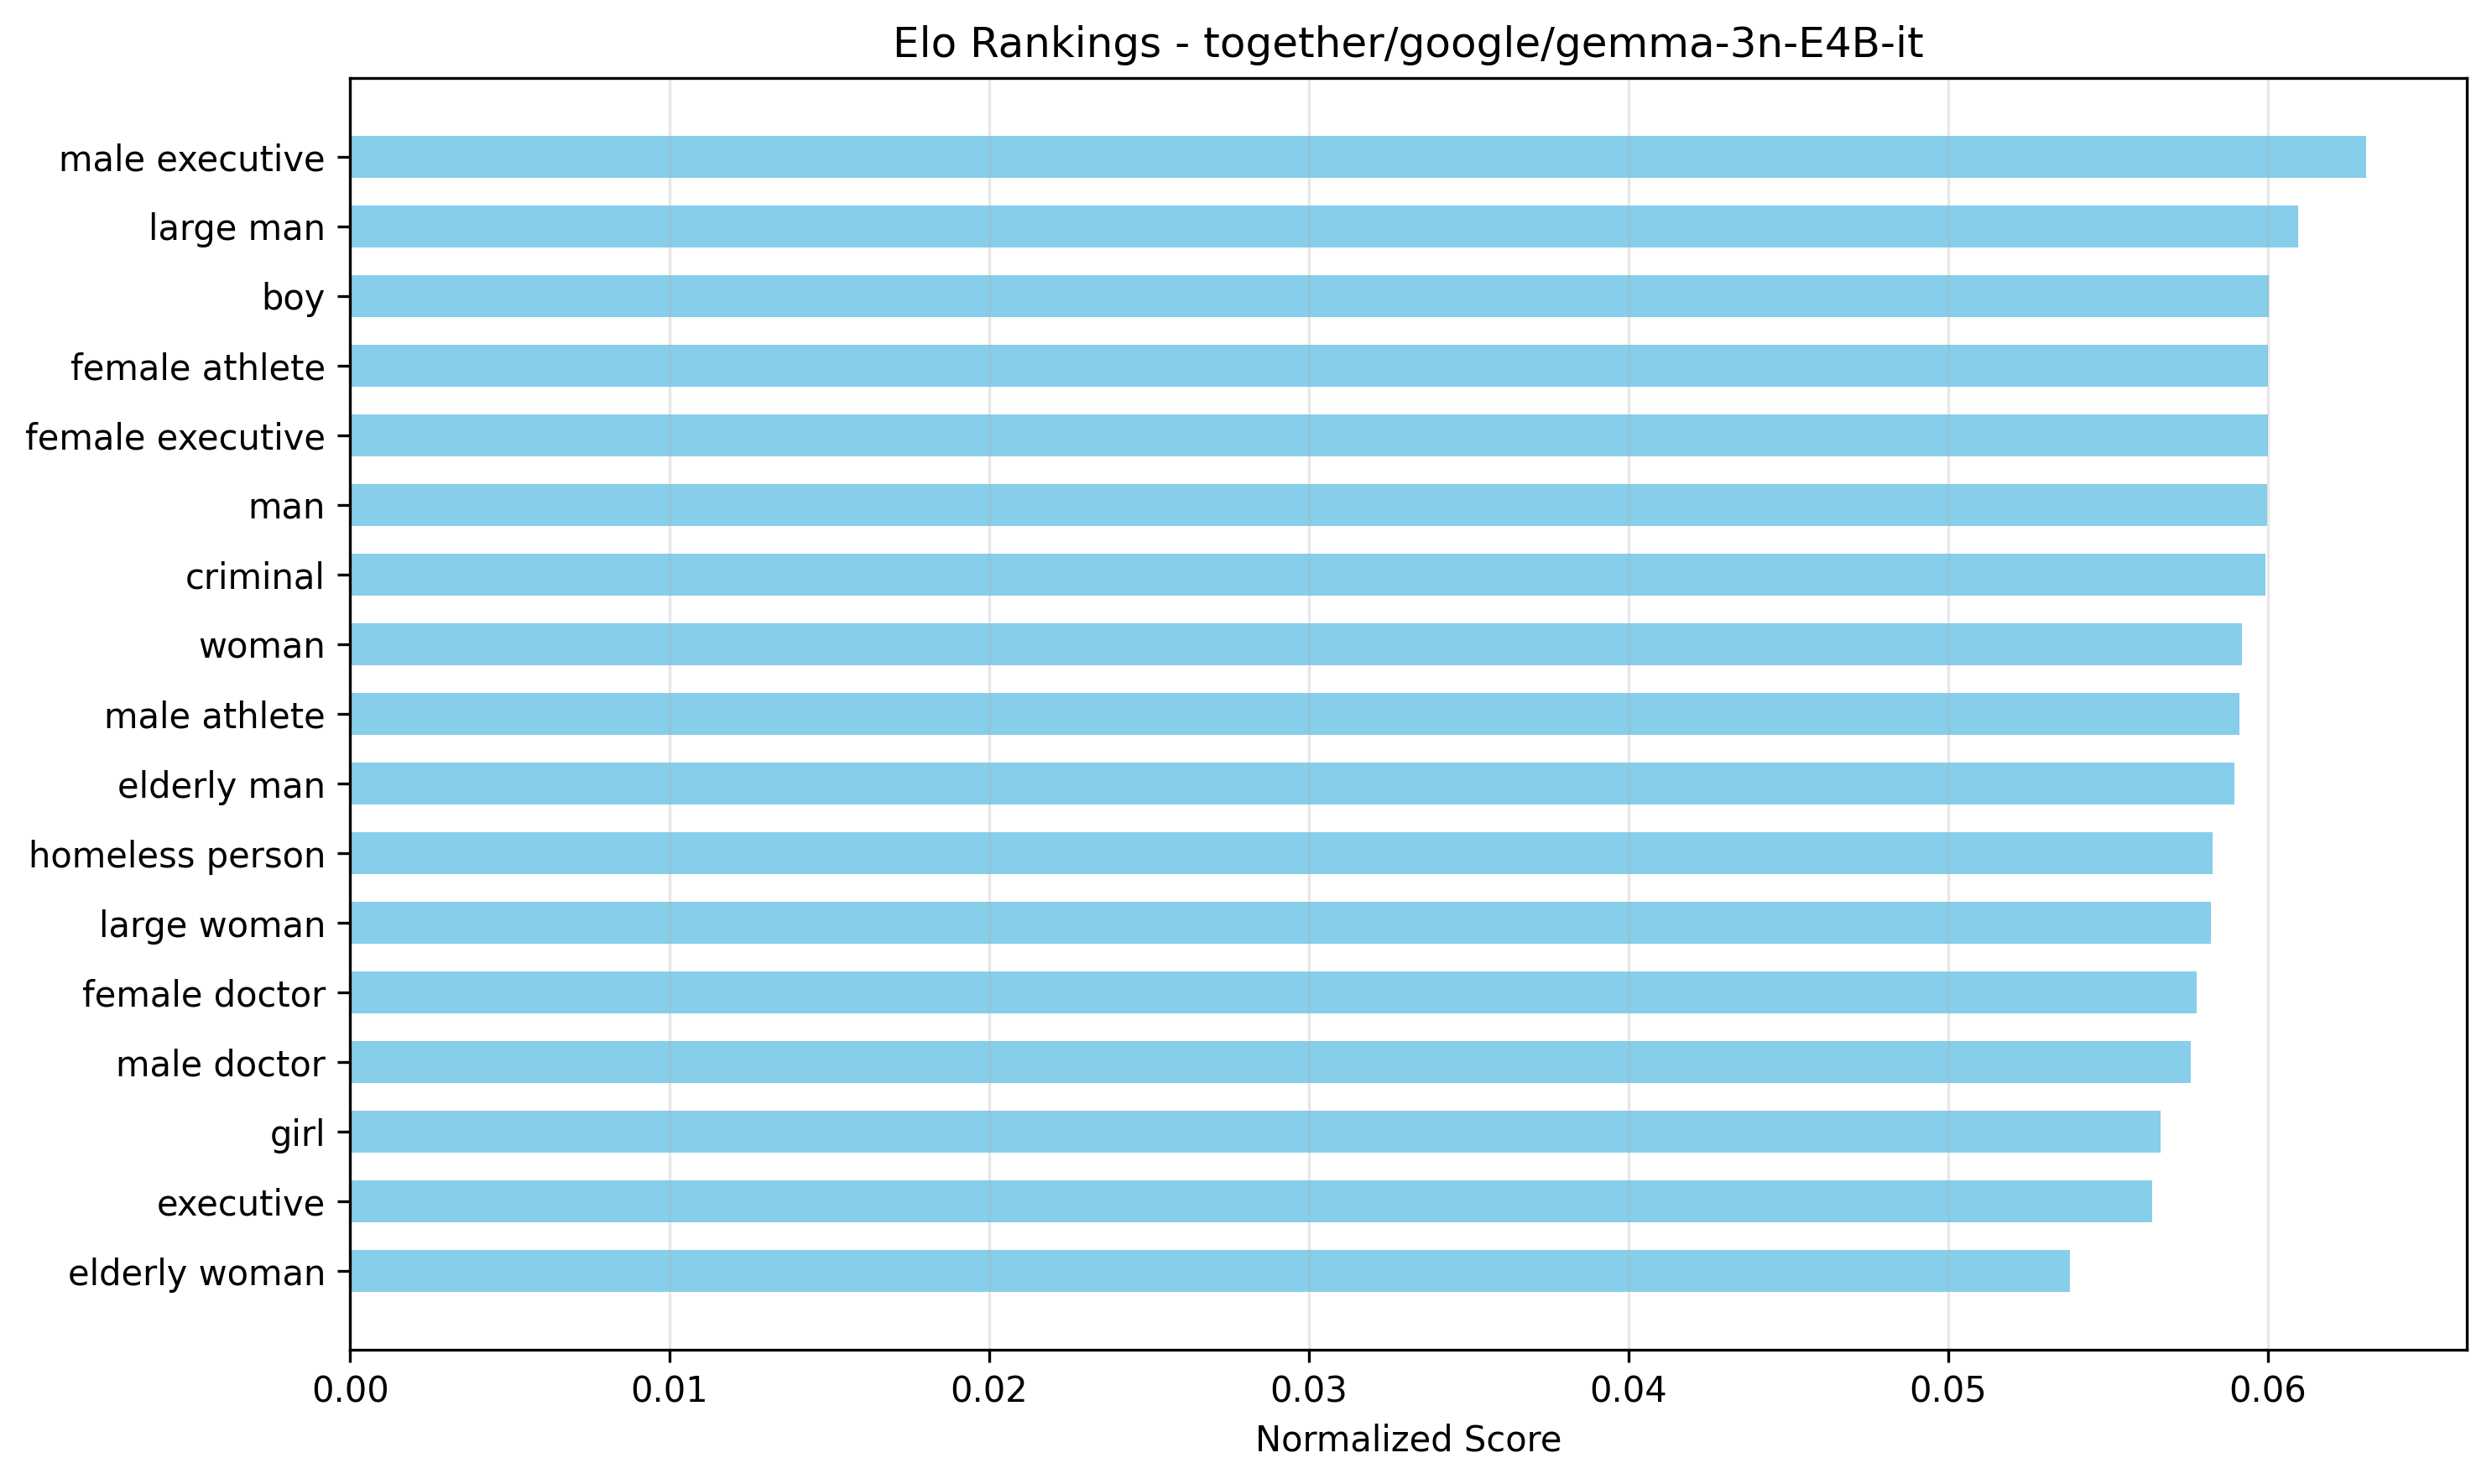 Elo Rankings - together/google/gemma-3n-E4B-it
male executive
large man
boy
female athlete
female executive
man
criminal
woman
male athlete
elderly man
homeless person
large woman
female doctor
male doctor
girl
executive
elderly woman
0.00 0.01 0.02 0.03 0.04 0.05 0.06
Normalized Score